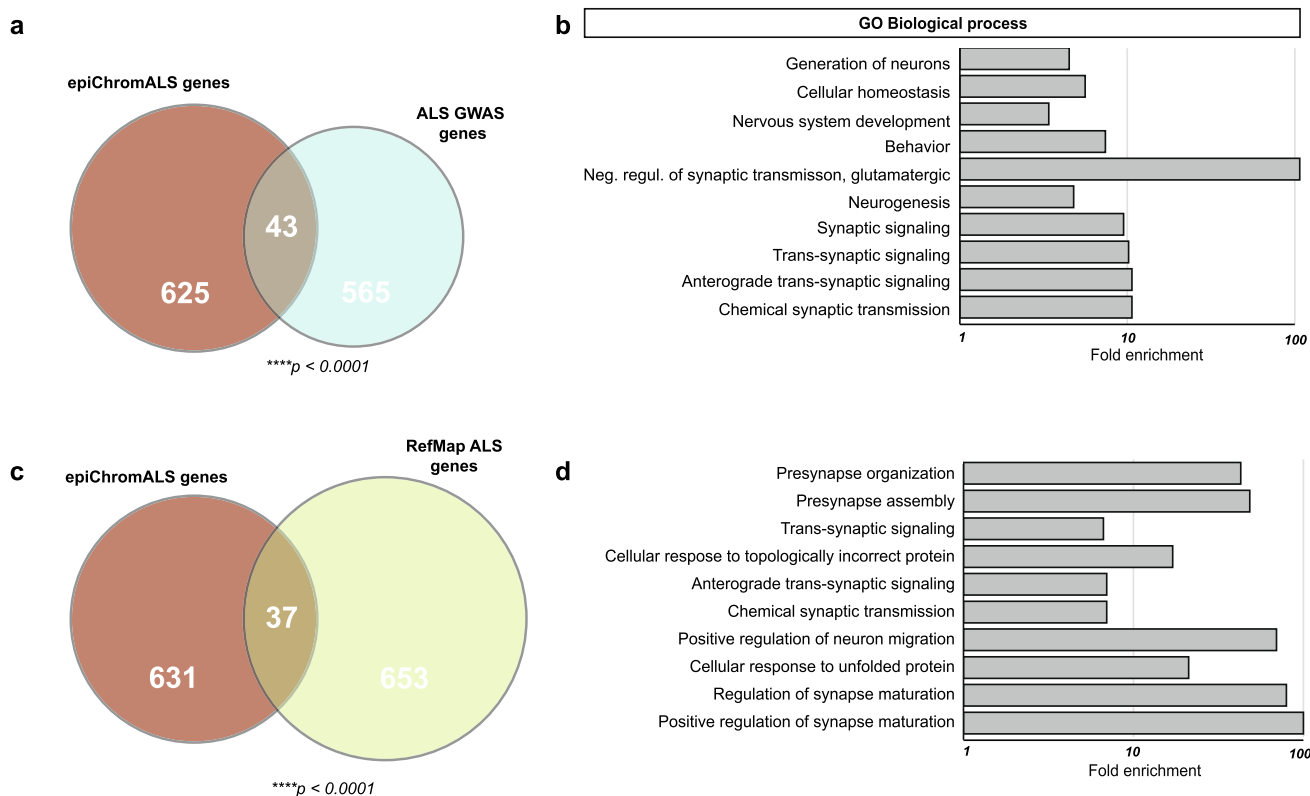 a
epiChromALS genes
ALS GWAS
genes
43
625
565
****p < 0.0001
b
GO Biological process
Generation of neurons
Cellular homeostasis
Nervous system development
Behavior
Neg. regul. of synaptic transmisson, glutamatergic
Neurogenesis
Synaptic signaling
Trans-synaptic signaling
Anterograde trans-synaptic signaling
Chemical synaptic transmission
1 10 100
Fold enrichment
c
epiChromALS genes
RefMap ALS
genes
37
631
653
****p < 0.0001
d
Presynapse organization
Presynapse assembly
Trans-synaptic signaling
Cellular respose to topologically incorrect protein
Anterograde trans-synaptic signaling
Chemical synaptic transmission
Positive regulation of neuron migration
Cellular response to unfolded protein
Regulation of synapse maturation
Positive regulation of synapse maturation
1 10 100
Fold enrichment